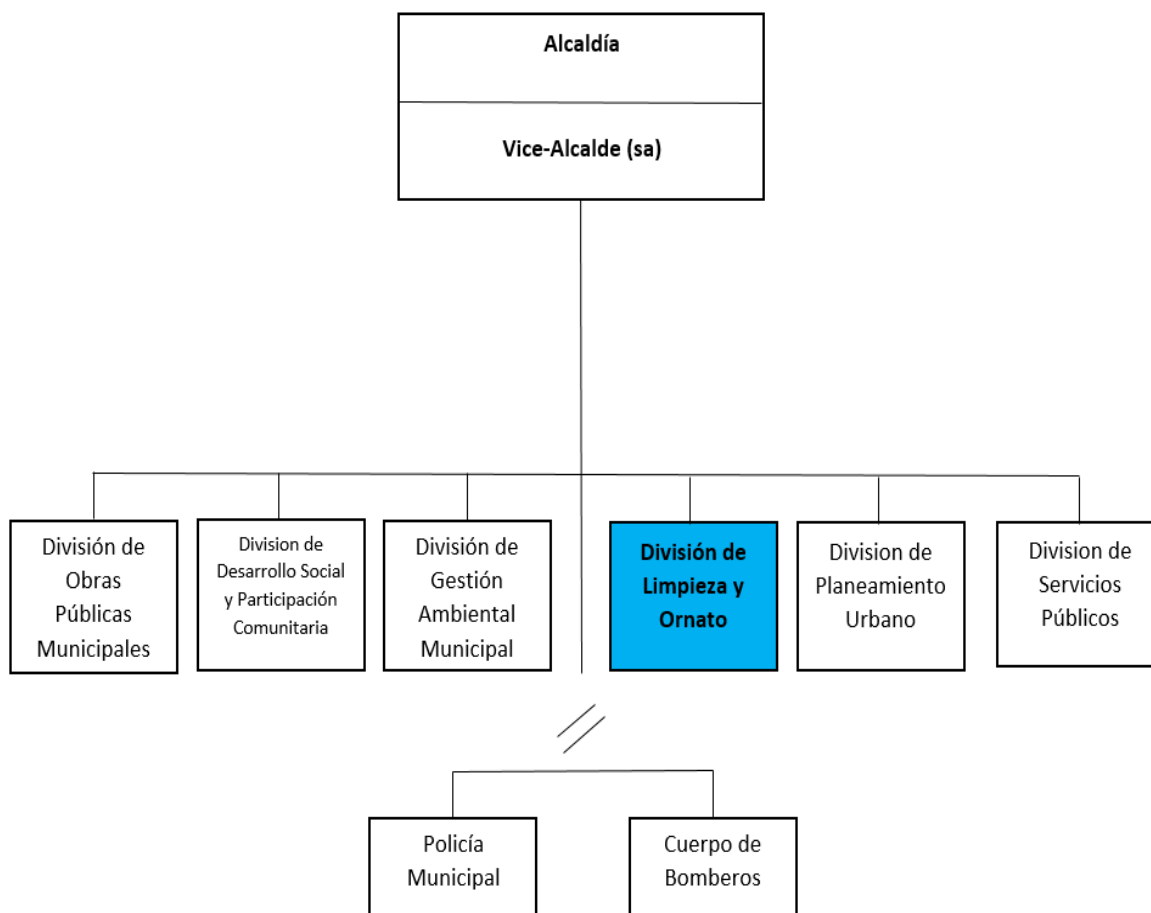 Alcaldía
Vice-Alcalde (sa)
División de
Obras
Públicas
Municipales
Division de
Desarrollo Social
y Participación
Comunitaria
División de
Gestión
Ambiental
Municipal
División de
Limpieza y
Ornato
Division de
Planeamiento
Urbano
Division de
Servicios
Públicos
Policía
Municipal
Cuerpo de
Bomberos